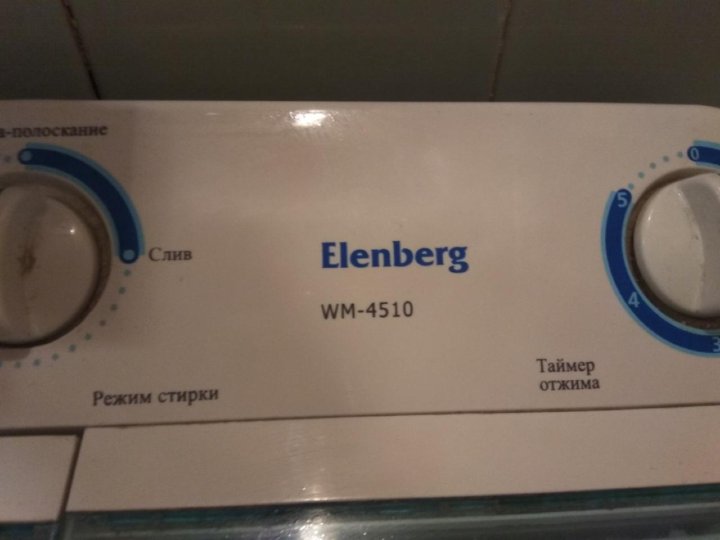 а-полоскание
0
5
Слив
Elenberg
4
WM-4510
3
Таймер
отжима
Режим стирки